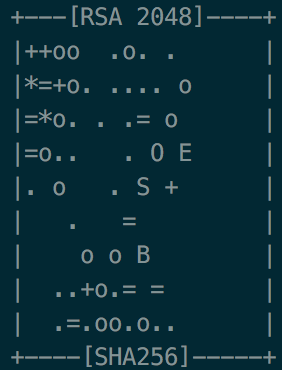 +---[RSA 2048]----+
|++oo  .o. .      |
|*=+o. .... o     |
|=*o. . .= o      |
|=o..   . O E     |
|. o   . S +      |
|   .   =         |
|    o o B        |
|  ..+o.= =       |
|  .=.oo.o..      |
+----[SHA256]-----+